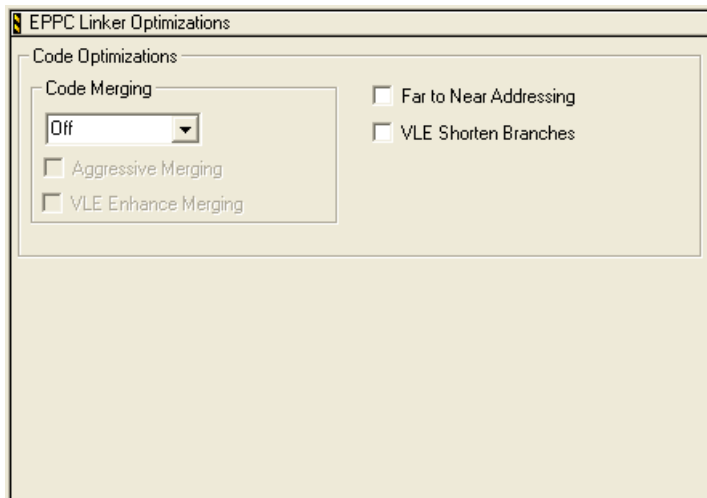 EPPC Linker Optimizations
Code Optimizations
Code Merging
Off
Aggressive Merging
VLE Enhance Merging
Far to Near Addressing
VLE Shorten Branches